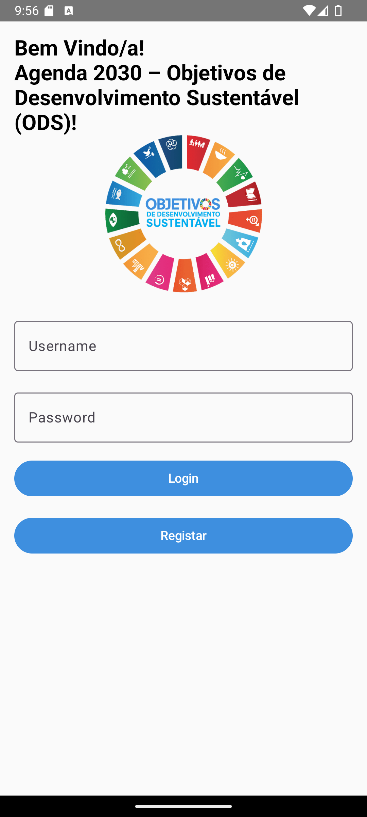 9:56
A
Bem Vindo/a!
Agenda 2030 – Objetivos de
Desenvolvimento Sustentável
(ODS)!
OBJETIVOS
DE DESENVOLVIMENTO
SUSTENTÁVEL
Username
Password
Login
Registar